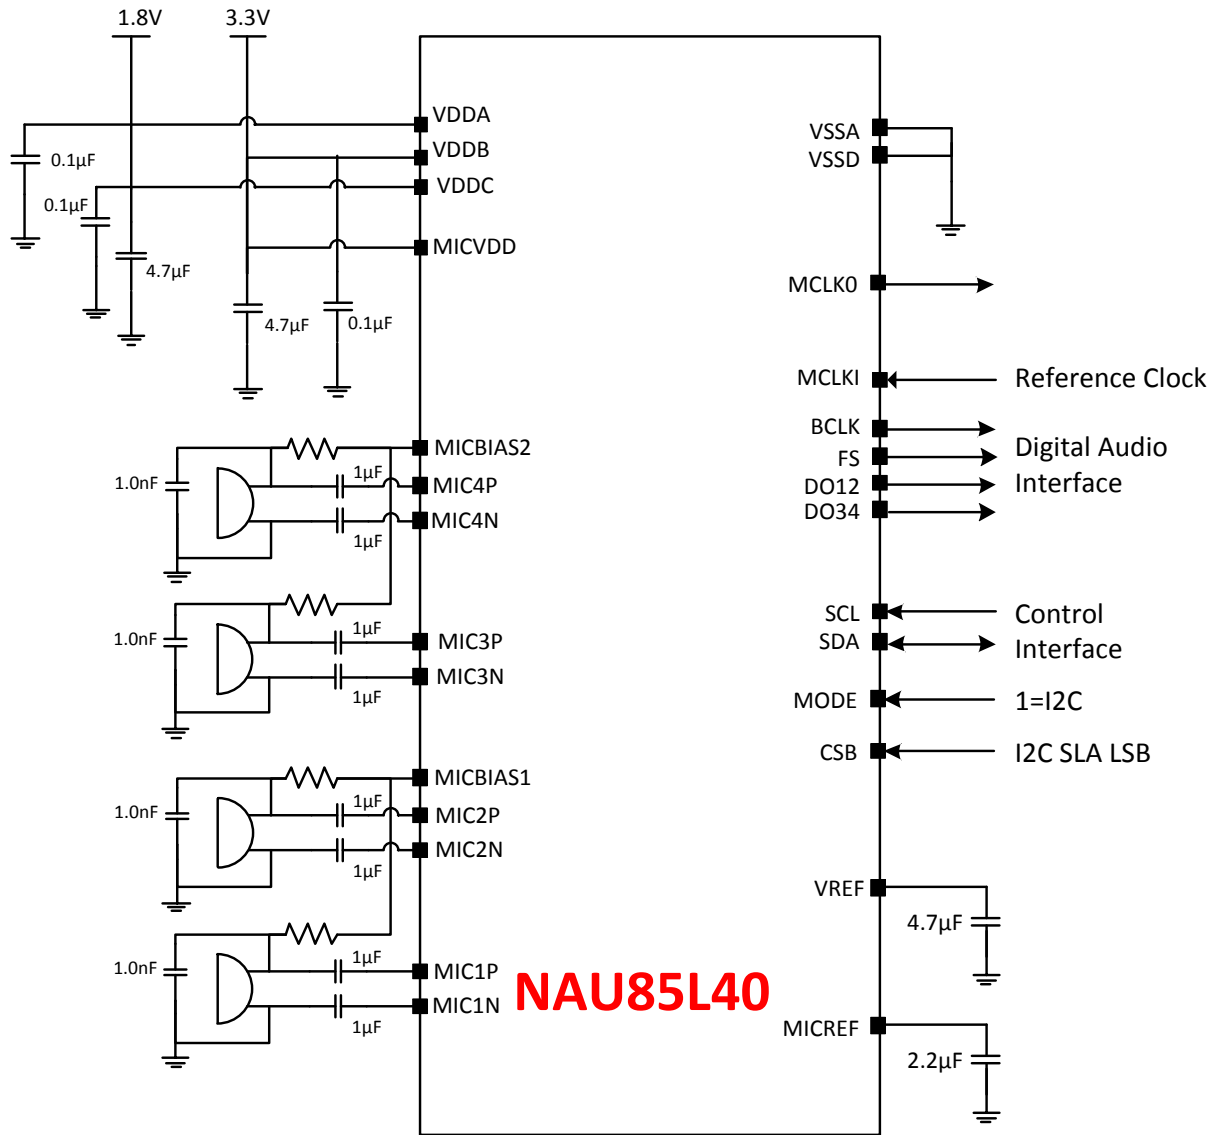 1.8V
3.3V
VDDA
VDDB
VDDC
MICVDD
0.1µF
0.1µF
4.7µF
4.7µF
0.1µF
MICBIAS2
1µF
MIC4P
1.0nF
MIC4N
1µF
1µF
MIC3P
1.0nF
MIC3N
1µF
MICBIAS1
1µF
MIC2P
1.0nF
MIC2N
1µF
1µF
MIC1P
1.0nF
MIC1N
1µF
NAU85L40
VSSA
VSSD
MCLK0
MCLKI
Reference Clock
BCLK
FS
DO12
DO34
Digital Audio
Interface
SCL
SDA
Control
Interface
MODE
1=I2C
CSB
I2C SLA LSB
VREF
4.7µF
MICREF
2.2µF